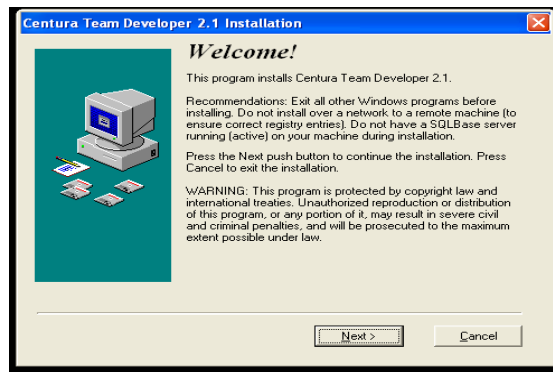 Centura Team Developer 2.1 Installation
Welcome!
This program installs Centura Team Developer 2.1.
Recommendations: Exit all other Windows programs before
installing. Do not install over a network to a remote machine (to
ensure correct registry entries). Do not have a SQLBase server
running (active) on your machine during installation.
Press the Next push button to continue the installation. Press
Cancel to exit the installation.
WARNING: This program is protected by copyright law and
international treaties. Unauthorized reproduction or distribution
of this program, or any portion of it, may result in severe civil
and criminal penalties, and will be prosecuted to the maximum
extent possible under law.
Next >
Cancel